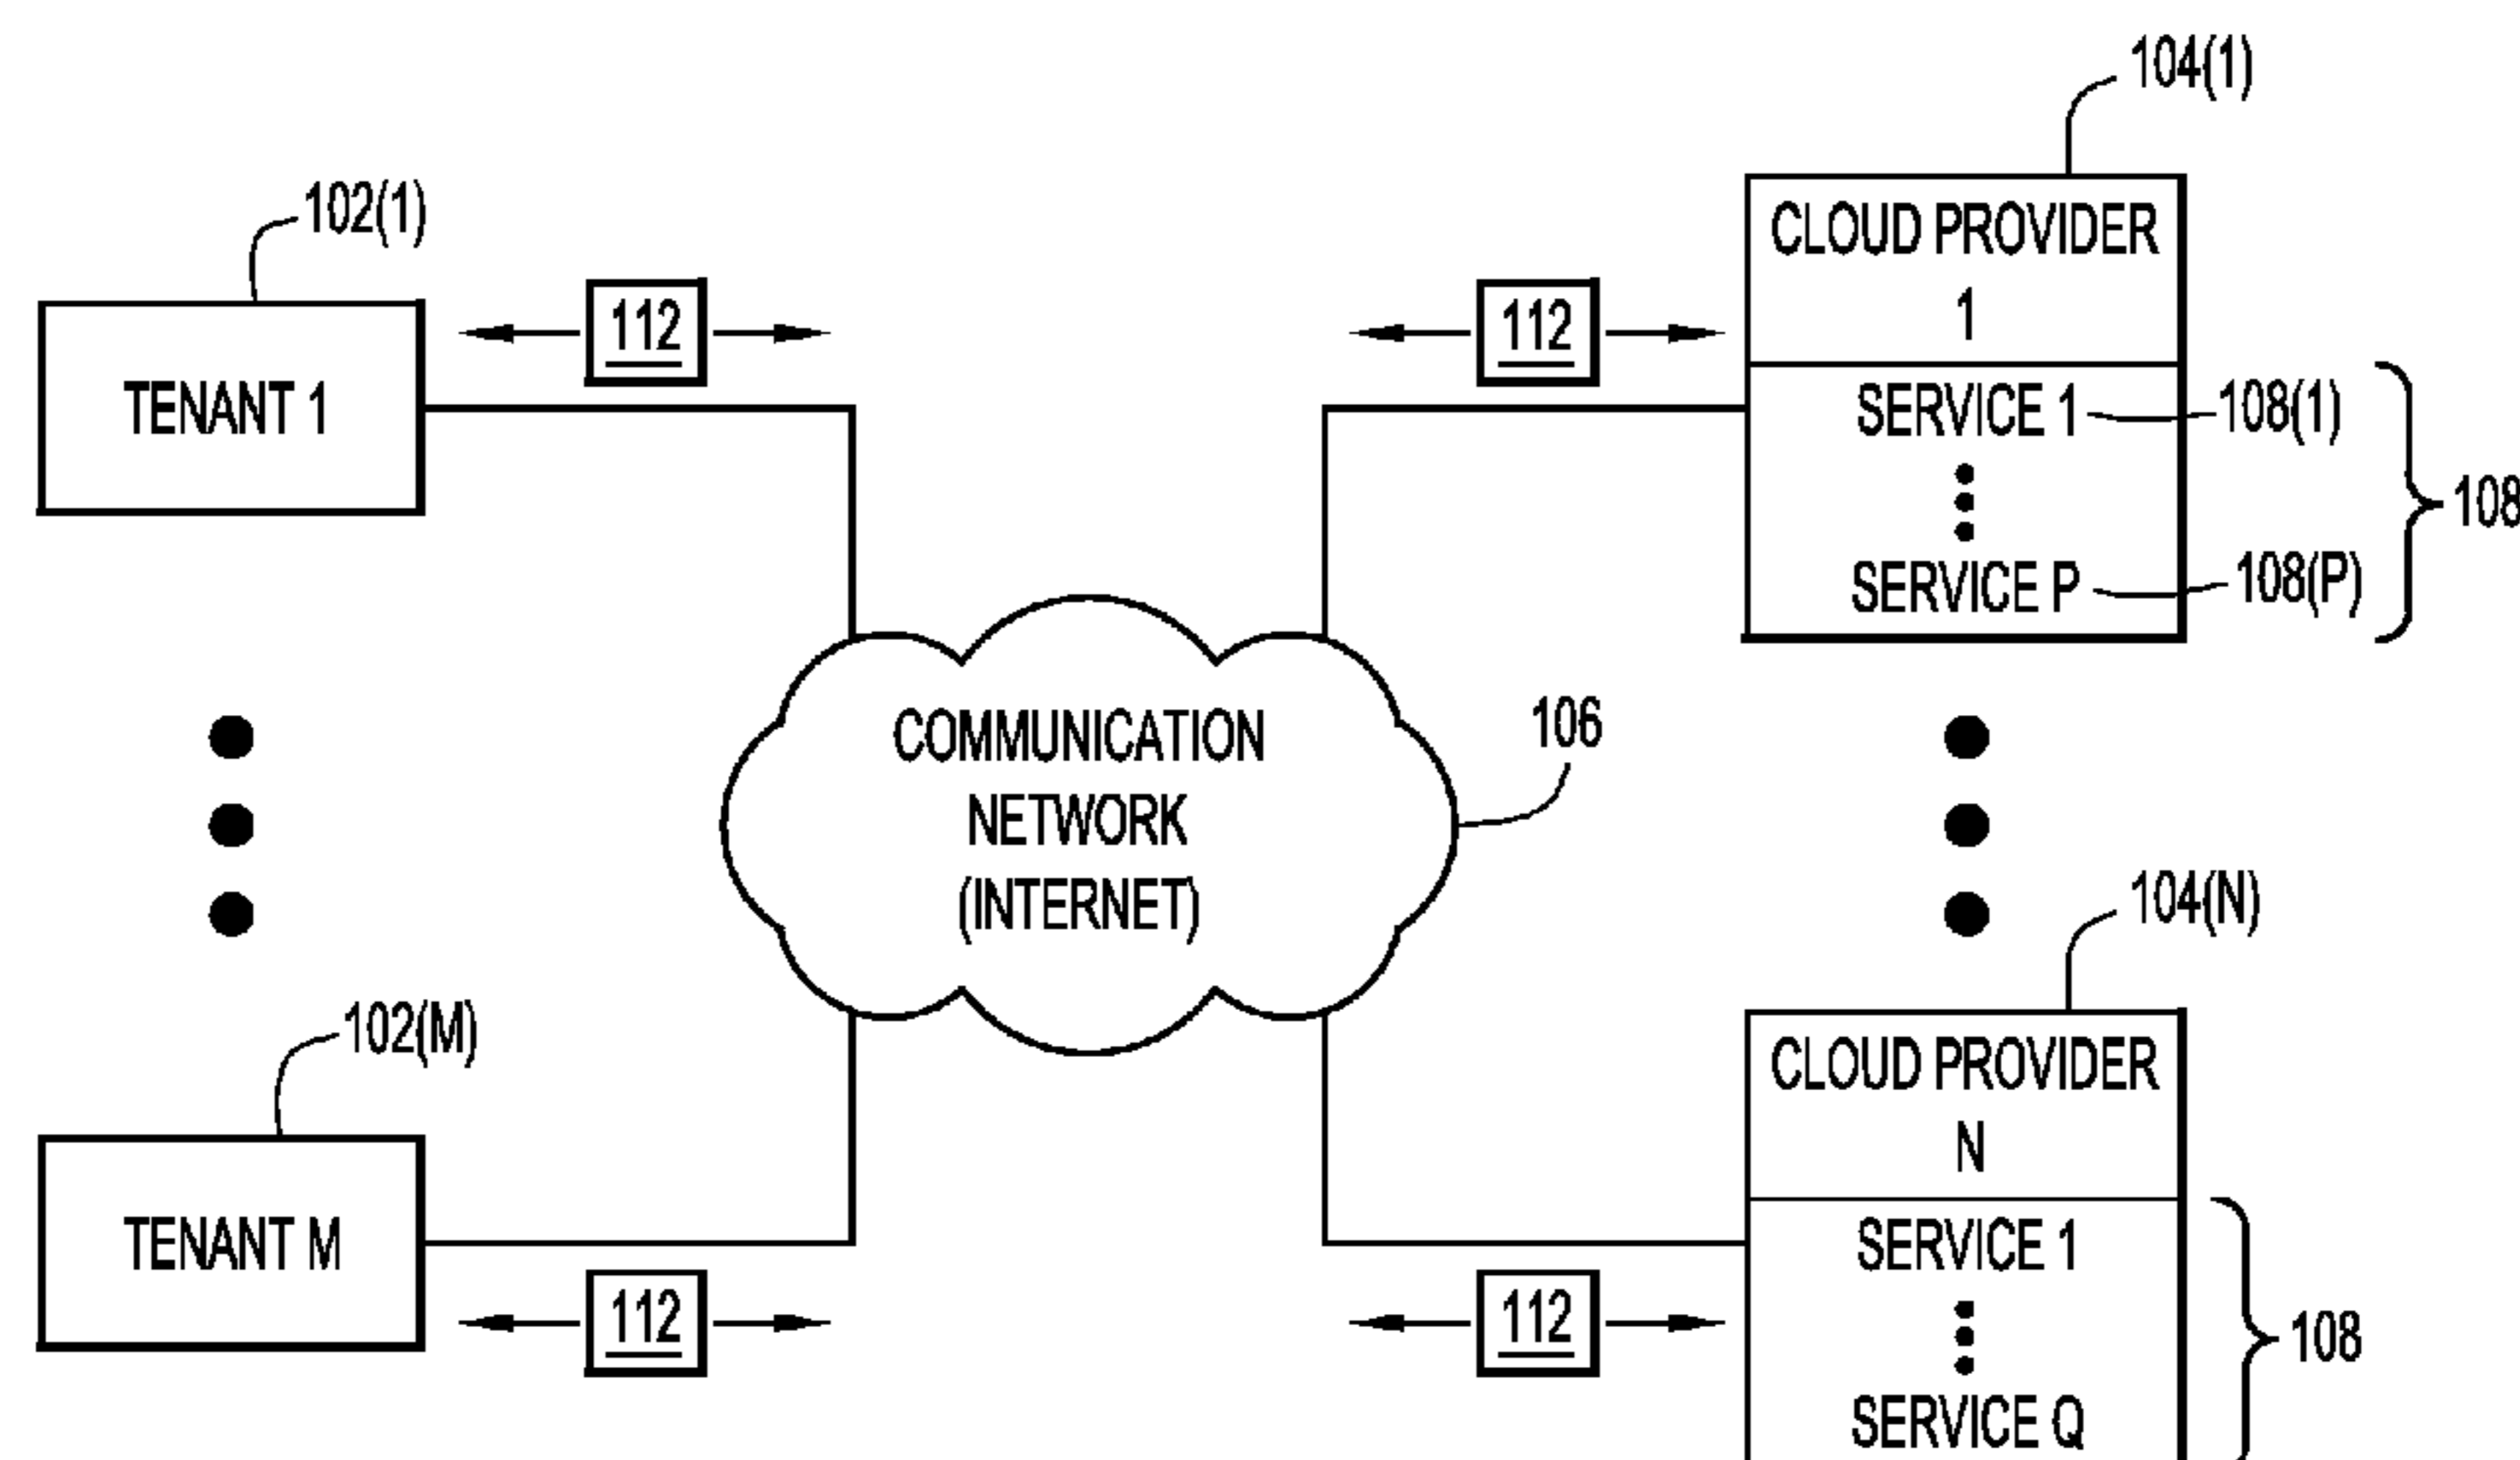 104(1)
102(1)
CLOUD PROVIDER
1
112
112
TENANT 1
SERVICE 1
108(1)
108
SERVICE P
108(P)
COMMUNICATION
NETWORK
(INTERNET)
106
104(N)
102(M)
CLOUD PROVIDER
N
TENANT M
SERVICE 1
112
112
108
SERVICE Q